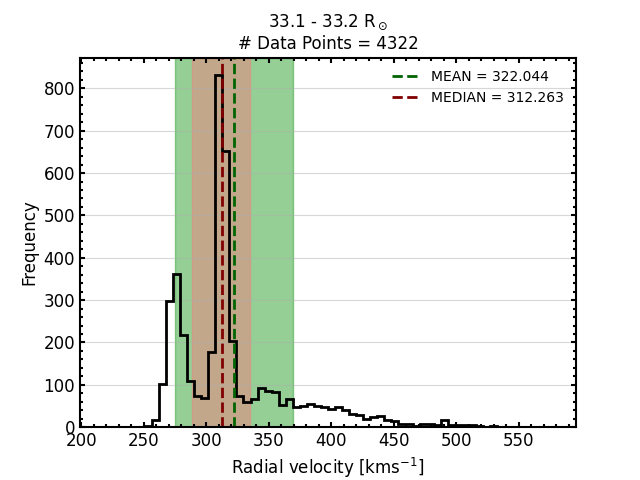 33.1 - 33.2 R⊙
# Data Points = 4322
MEAN = 322.044
MEDIAN = 312.263
Frequency
800
700
600
500
400
300
200
100
0
200 250 300 350 400 450 500 550
Radial velocity [kms⁻¹]